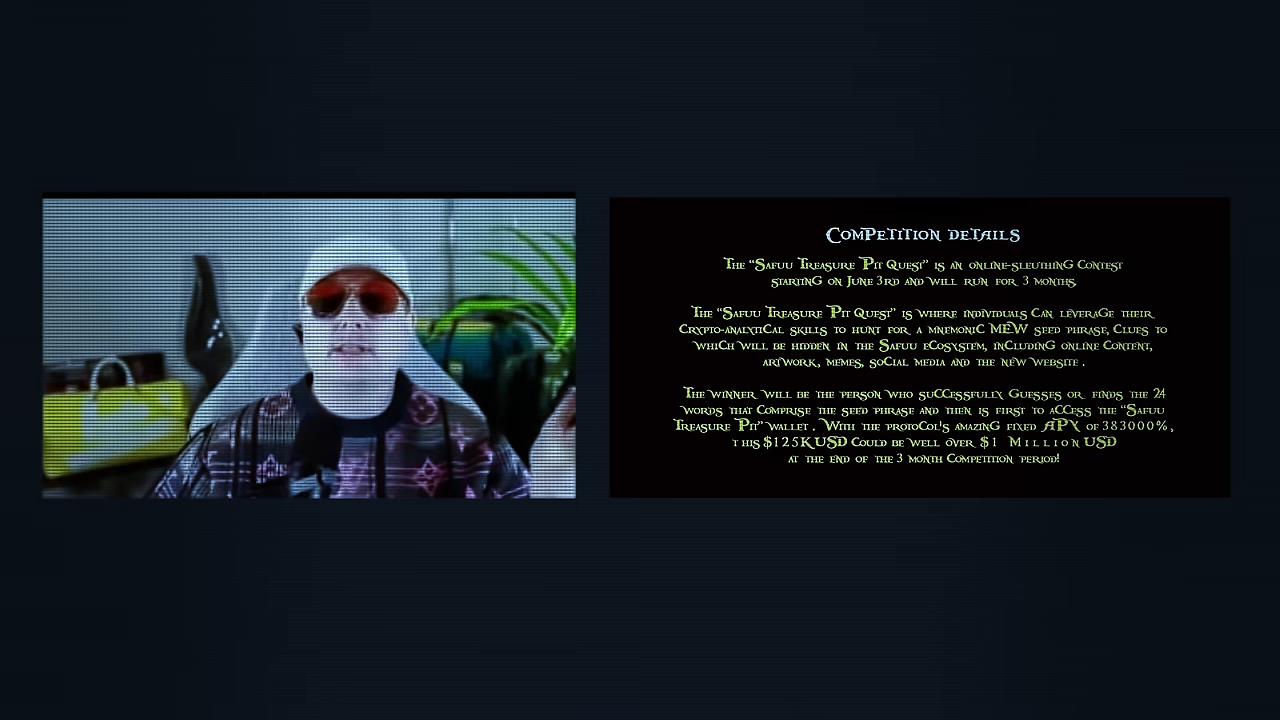 Competition details
The "Safuu Treasure Pit Quest" is an online-sleuthing Contest
starting on June 3rd and will run for 3 months.
The "Safuu Treasure Pit Quest" is where individuals Can leverage their
Crypto-analytical skills to hunt for a mnemonic MEW seed phrase, Clues to
which will be hidden in the Safuu ecosystem, including online Content,
artwork, memes, social media and the new website .
The winner will be the person who successfully Guesses or finds the 24
words that Comprise the seed phrase and then is first to access the "Safuu
Treasure Pit" wallet . With the protocol's amazing fixed APY of 383000%,
this $125K USD Could be well over $1 Million USD
at the end of the 3 month Competition period!